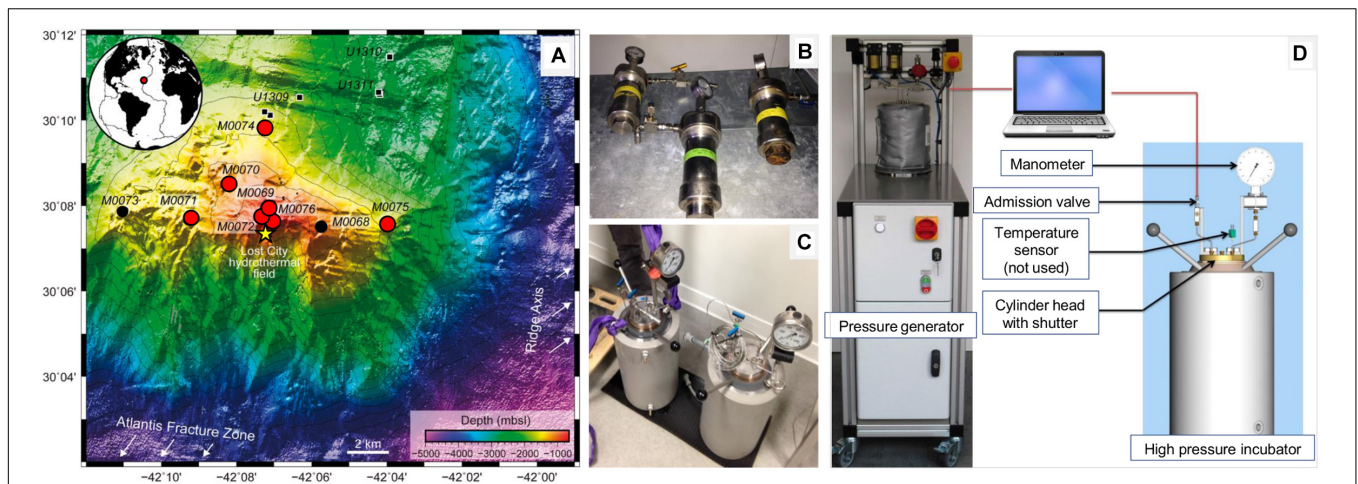 A
30˚12'
30˚10'
30˚08'
30˚06'
30˚04'
U1310
U1311
U1309
M0074
M0070
M0069
M0073
M0071
M0076
M0075
M0072
M0068
Lost City
hydrothermal
field
Ridge Axis
Atlantis Fracture Zone
2 km
Depth (mbsl)
−5000 −4000 −3000 −2000 −1000
−42˚10' −42˚08' −42˚06' −42˚04' −42˚02' −42˚00'
B
C
D
Manometer
Admission valve
Temperature
sensor
(not used)
Cylinder head
with shutter
Pressure generator
High pressure incubator